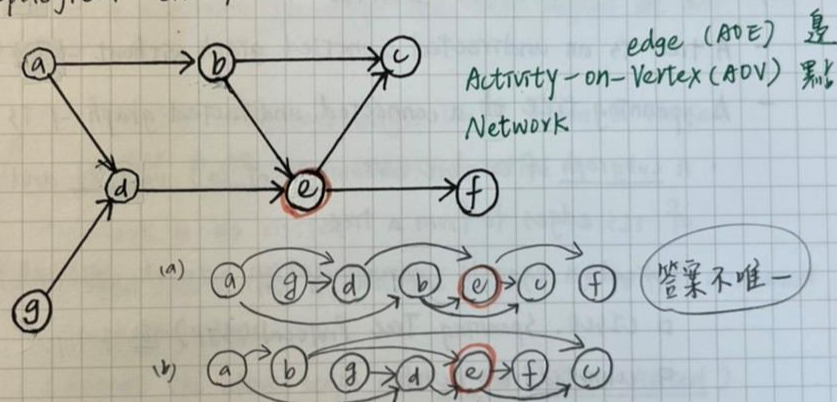 a
b
c
edge (AOE) 邊
Activity-on-Vertex (AOV) 點
Network
d
e
f
g
(a) a g d b e c f
答案不唯一
(b) a b g d e f c